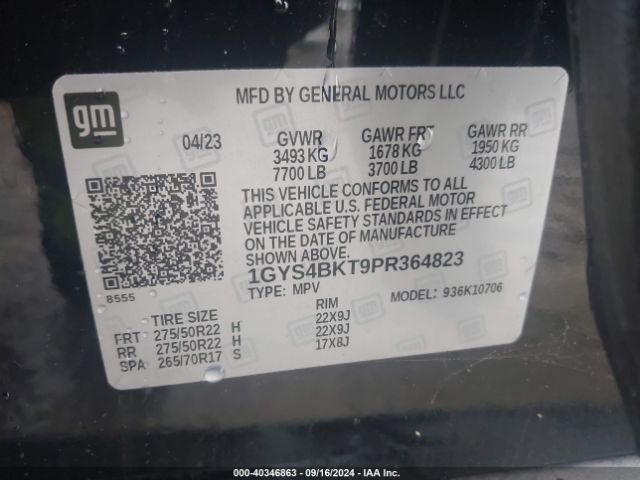 gm
MFD BY GENERAL MOTORS LLC
04/23 GVWR GAWR FRT GAWR RR
3493 KG 1678 KG 1950 KG
7700 LB 3700 LB 4300 LB
THIS VEHICLE CONFORMS TO ALL
APPLICABLE U.S. FEDERAL MOTOR
VEHICLE SAFETY STANDARDS IN EFFECT
ON THE DATE OF MANUFACTURE
SHOWN ABOVE.
1GYS4BKT9PR364823
8555
TYPE: MPV MODEL: 936K10706
TIRE SIZE RIM
FRT 275/50R22 H 22X9J
RR 275/50R22 H 22X9J
SPA 265/70R17 S 17X8J
000-40346863 - 09/16/2024 - IAA Inc.